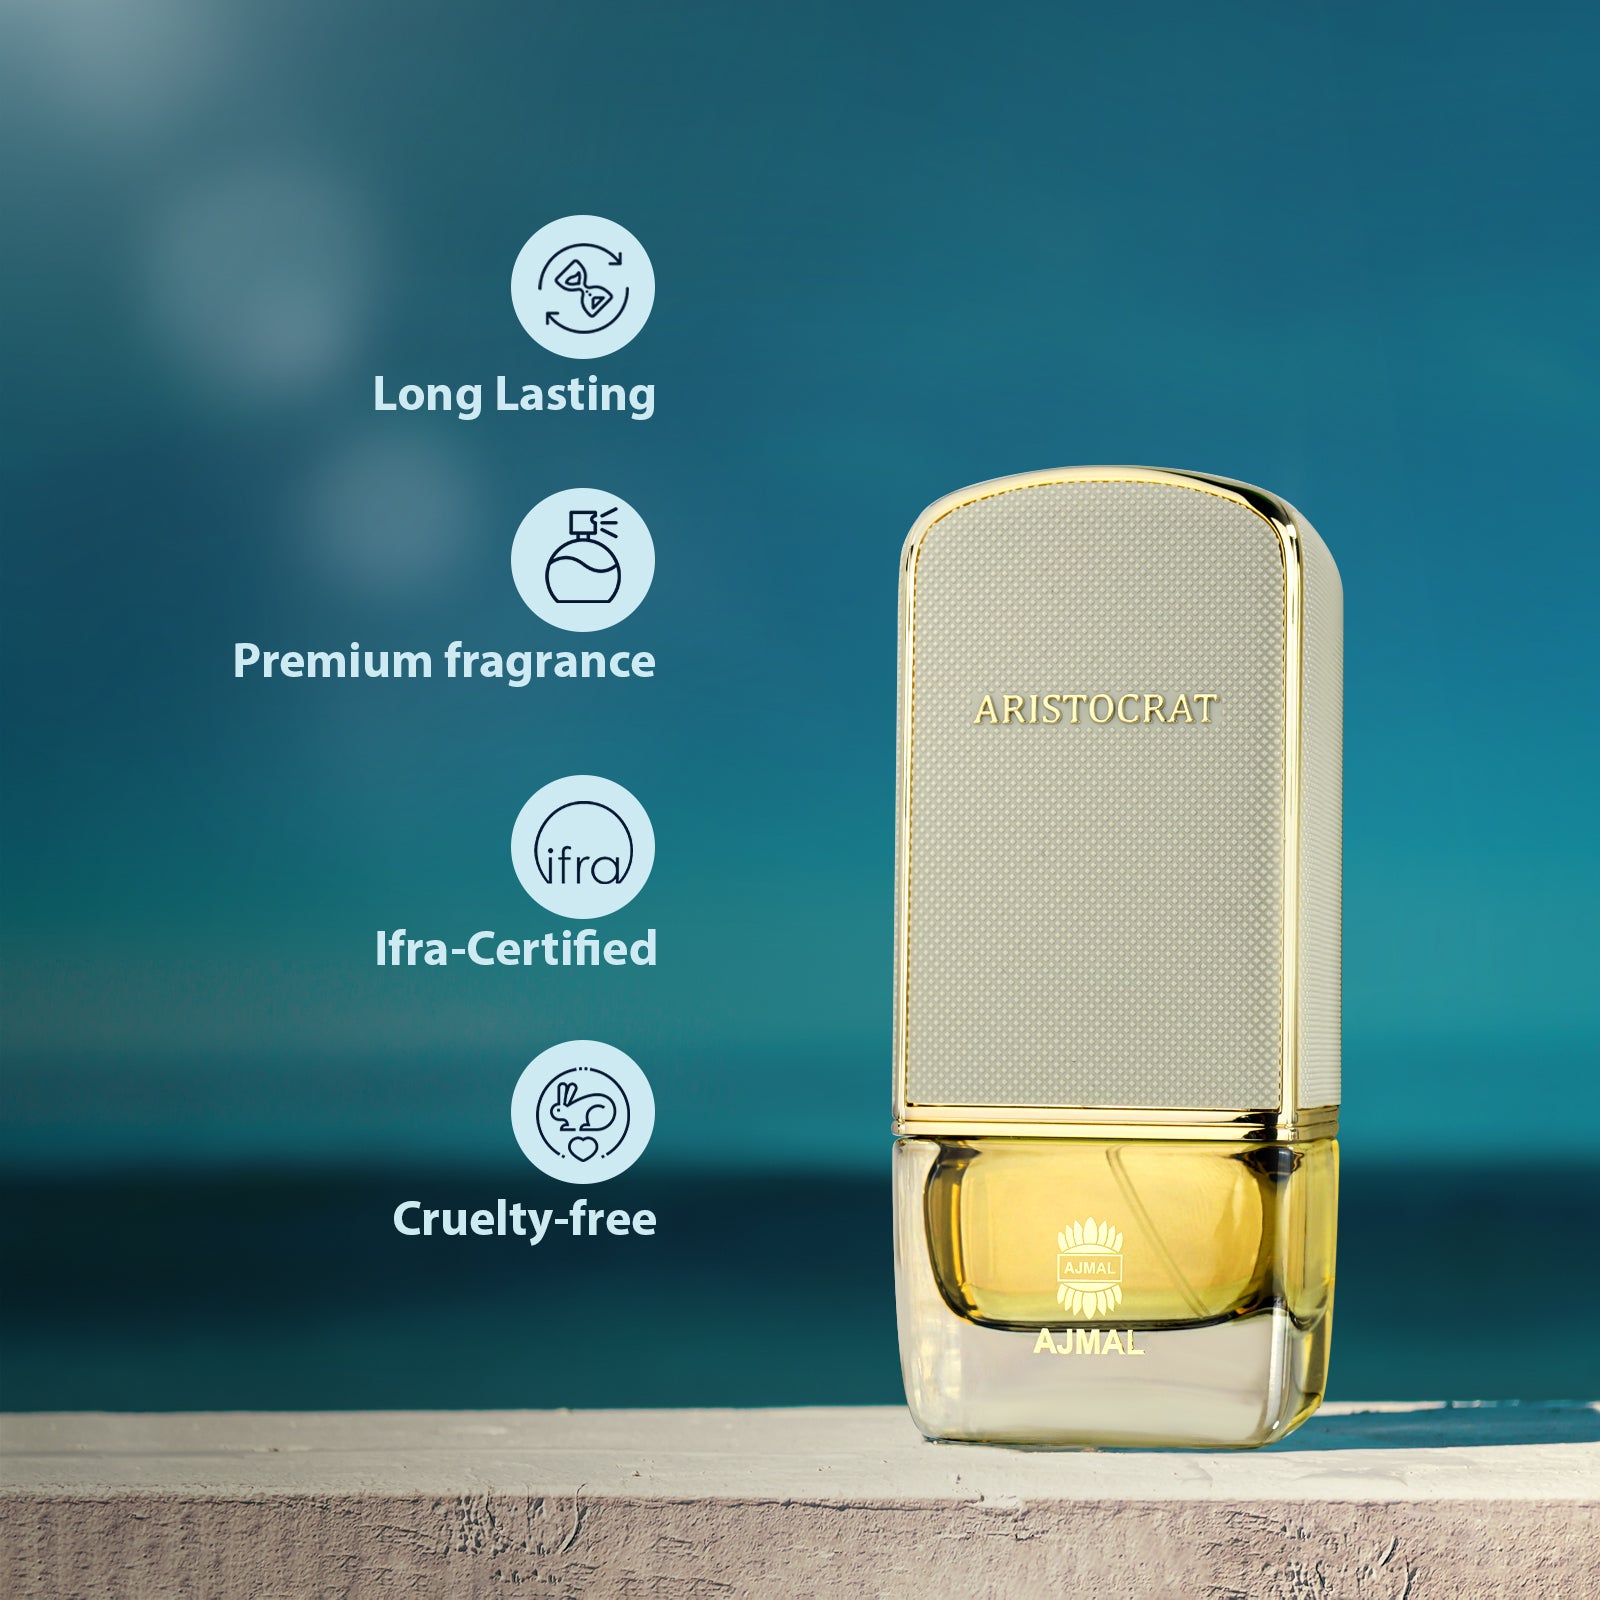 Long Lasting
Premium fragrance
ifra
Ifra-Certified
Cruelty-free
ARISTOCRAT
AJMAL
AJMAL